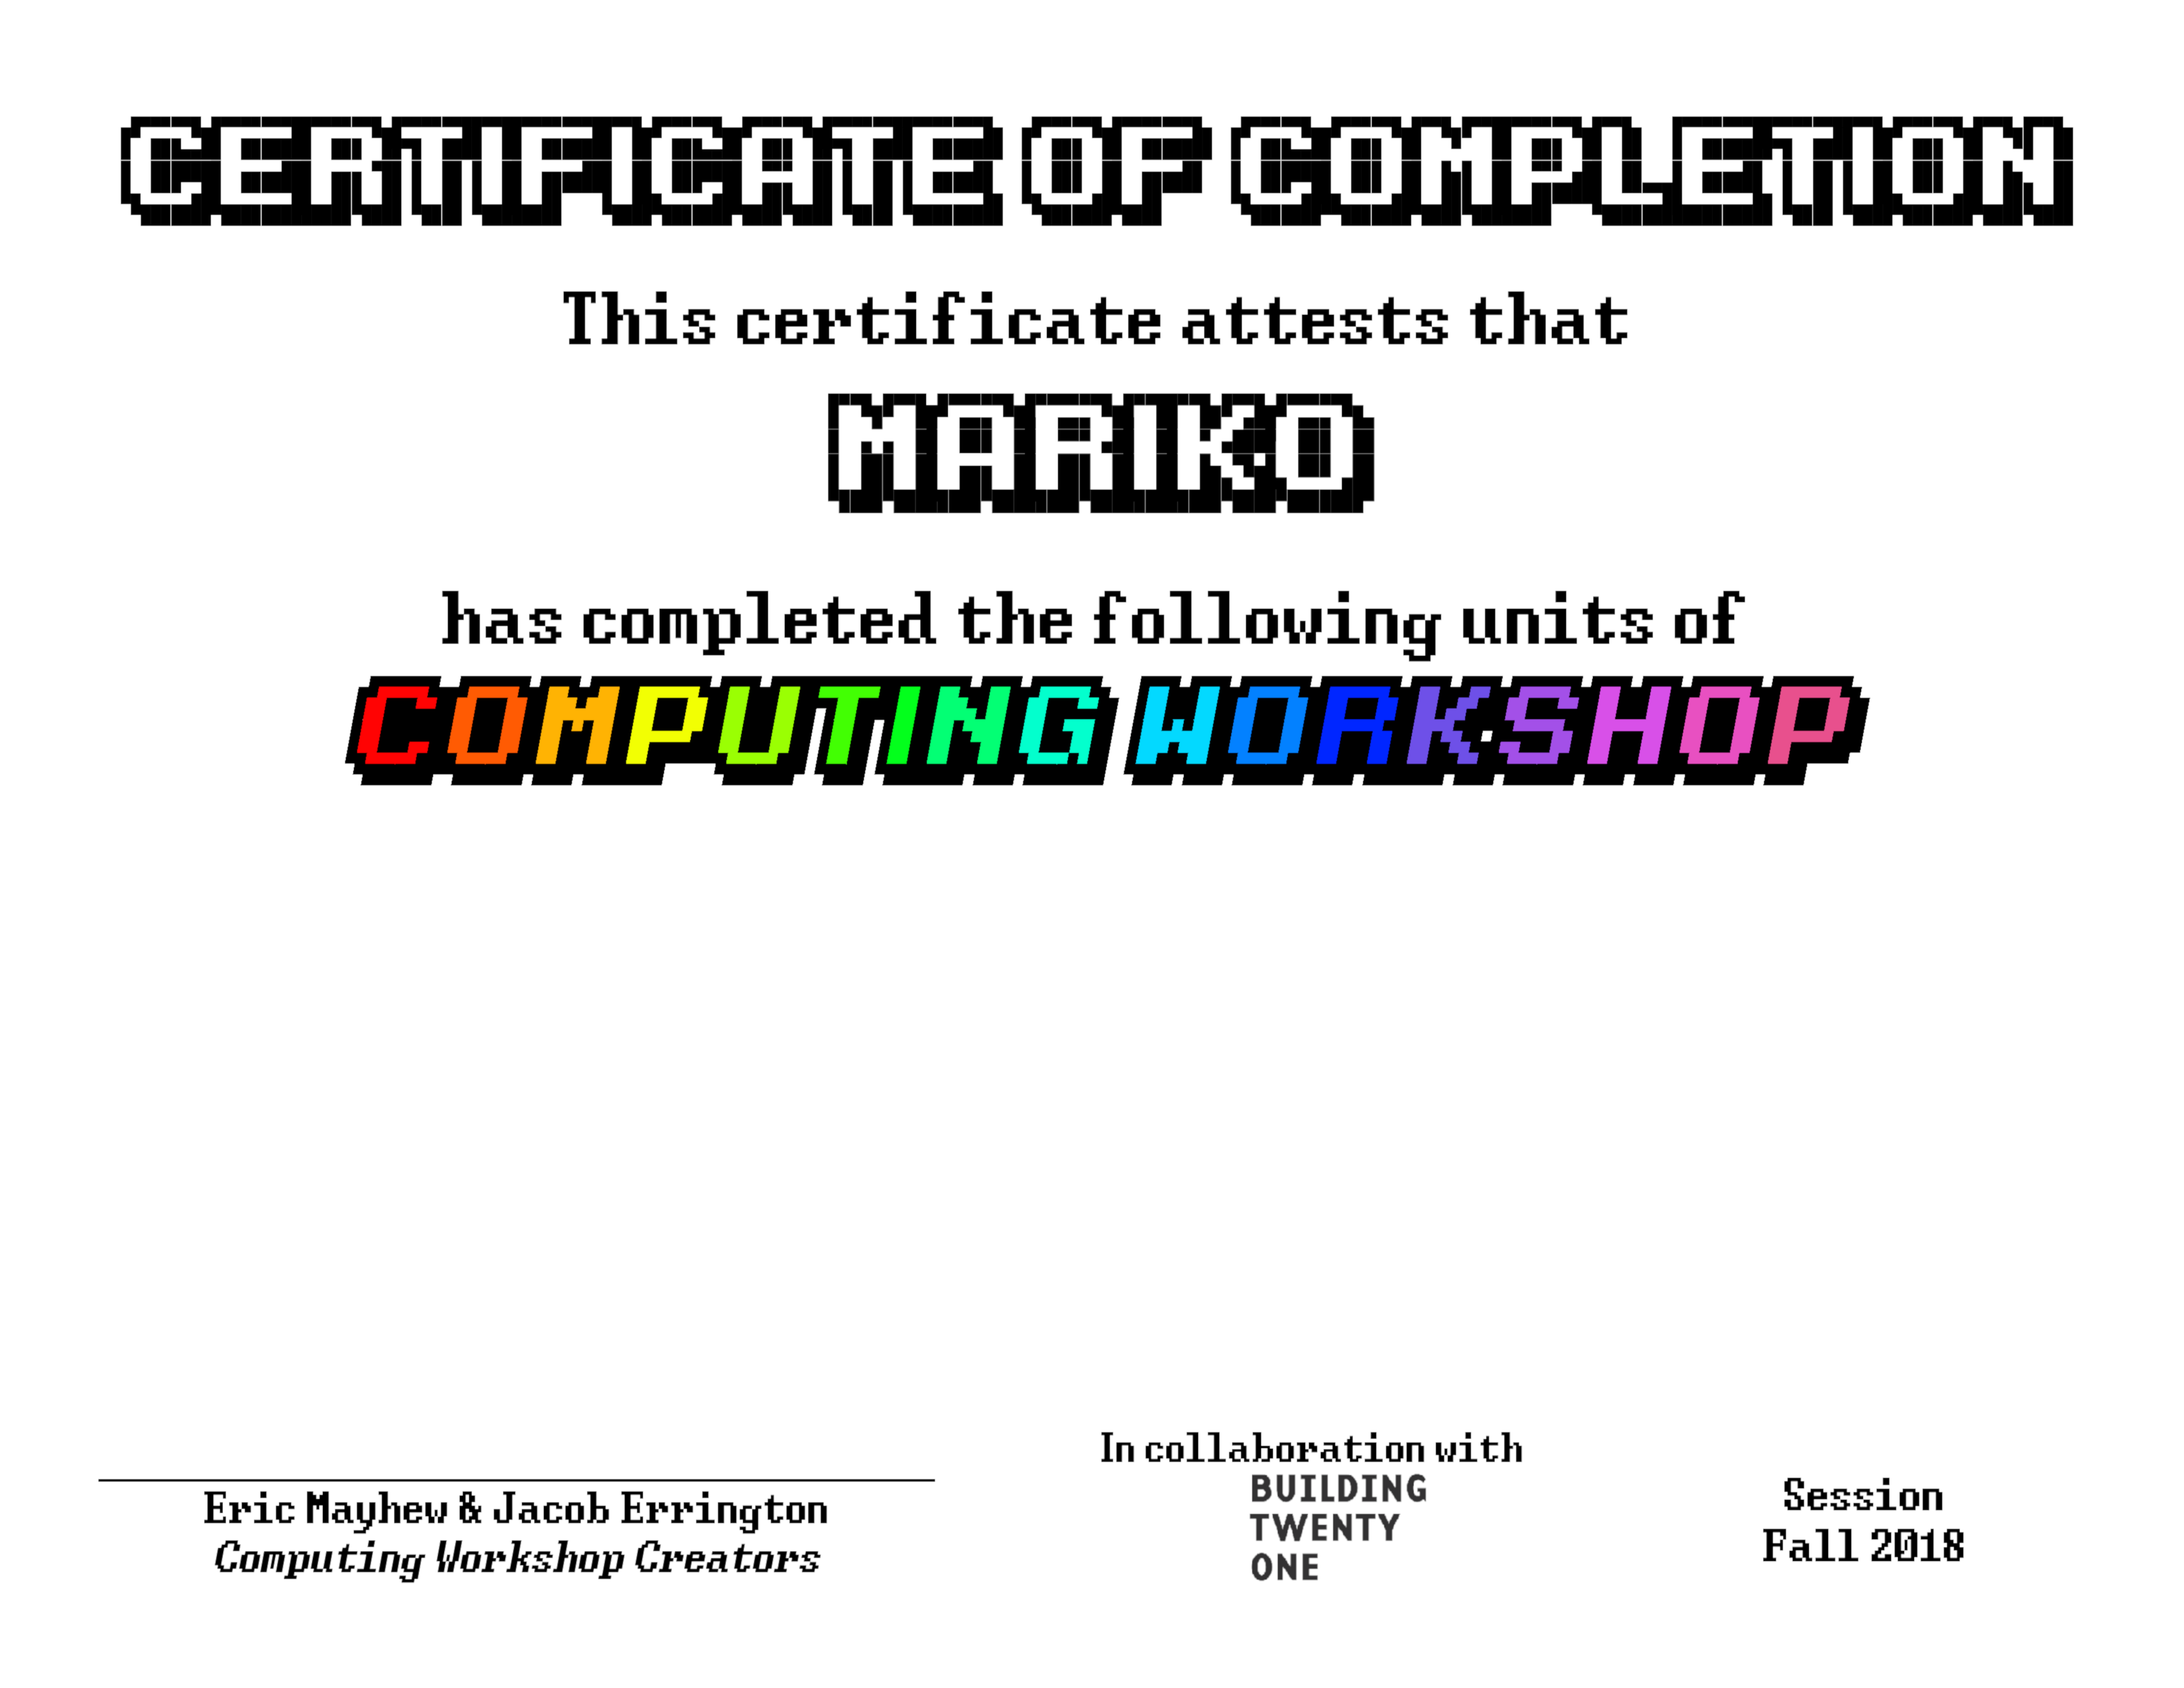 CERTIFICATE OF COMPLETION
This certificate attests that
MARIKO
has completed the following units of
COMPUTING WORKSHOP
In collaboration with
BUILDING
TWENTY
ONE
Eric Mayhew & Jacob Errington
Computing Workshop Creators
Session
Fall 2018